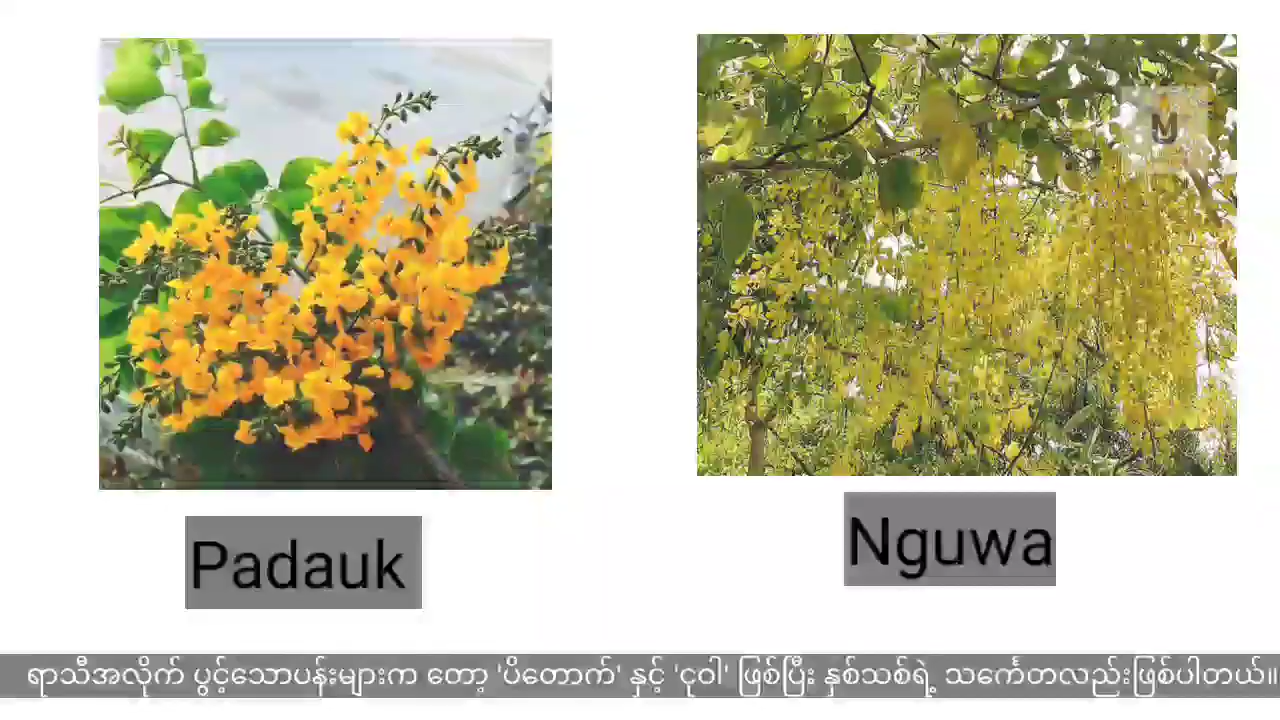 M
Padauk
Nguwa
ရာသီအလိုက် ပွင့်သောပန်းများက တော့ 'ပိတောက်' နှင့် 'ငုဝါ' ဖြစ်ပြီး နှစ်သစ်ရဲ့ သင်္ကေတလည်းဖြစ်ပါတယ်။